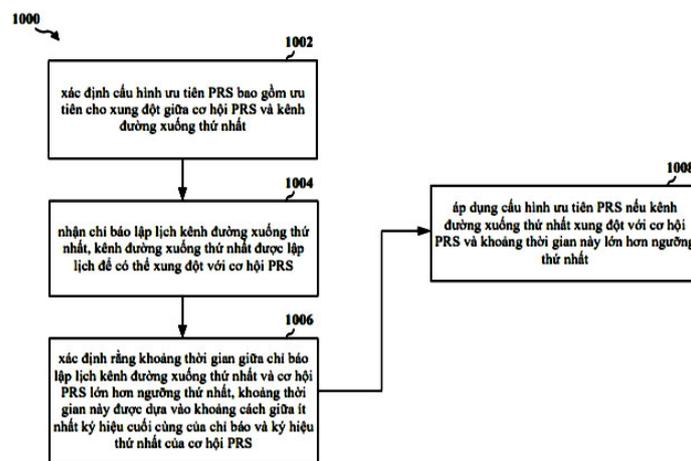 1000
1002
xác định cấu hình ưu tiên PRS bao gồm ưu
tiên cho xung đột giữa cơ hội PRS và kênh
đường xuống thứ nhất
1004
nhận chỉ báo lập lịch kênh đường xuống thứ
nhất, kênh đường xuống thứ nhất được lập
lịch để có thể xung đột với cơ hội PRS
1006
xác định rằng khoảng thời gian giữa chỉ báo
lập lịch kênh đường xuống thứ nhất và cơ hội
PRS lớn hơn ngưỡng thứ nhất, khoảng thời
gian này được dựa vào khoảng cách giữa ít
nhất ký hiệu cuối cùng của chỉ báo và ký hiệu
thứ nhất của cơ hội PRS
1008
áp dụng cấu hình ưu tiên PRS nếu kênh
đường xuống thứ nhất xung đột với cơ hội
PRS và khoảng thời gian này lớn hơn ngưỡng
thứ nhất